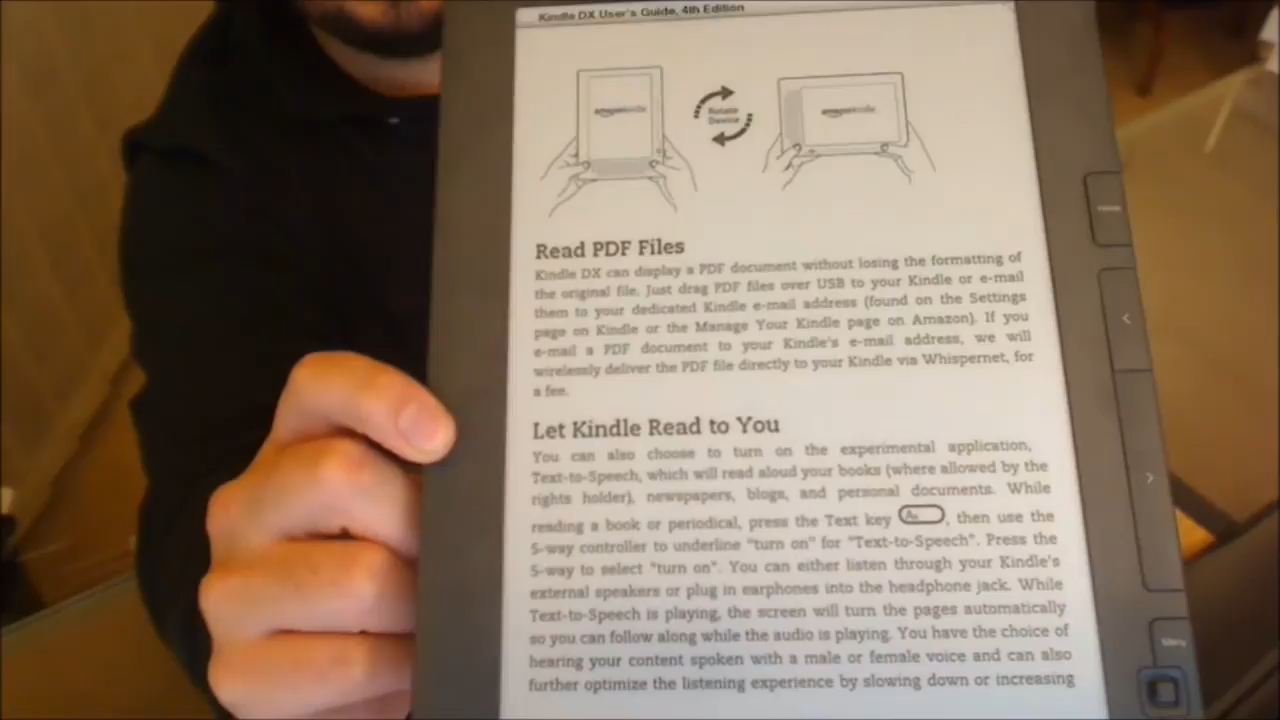 Kindle DX User's Guide, 4th Edition
amazonkindle
Rotate
Device
amazonkindle
Read PDF Files
Kindle DX can display a PDF document without losing the formatting of
the original file. Just drag PDF files over USB to your Kindle or e-mail
them to your dedicated Kindle e-mail address (found on the Settings
page on Kindle or the Manage Your Kindle page on Amazon). If you
e-mail a PDF document to your Kindle's e-mail address, we will
wirelessly deliver the PDF file directly to your Kindle via Whispernet, for
a fee.
Let Kindle Read to You
You can also choose to turn on the experimental application,
Text-to-Speech, which will read aloud your books (where allowed by the
rights holder), newspapers, blogs, and personal documents. While
reading a book or periodical, press the Text key Aa , then use the
5-way controller to underline "turn on" for "Text-to-Speech". Press the
5-way to select "turn on". You can either listen through your Kindle's
external speakers or plug in earphones into the headphone jack. While
Text-to-Speech is playing, the screen will turn the pages automatically
so you can follow along while the audio is playing. You have the choice of
hearing your content spoken with a male or female voice and can also
further optimize the listening experience by slowing down or increasing
HOME
<
>
MENU